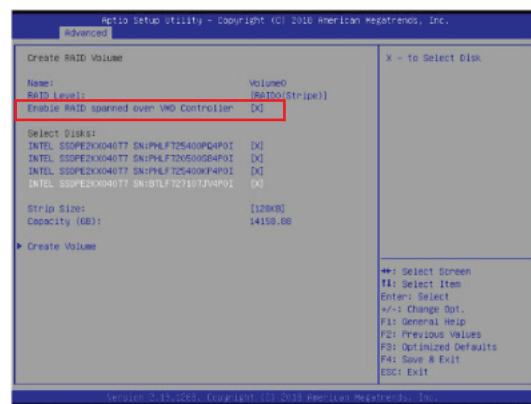 Aptio Setup Utility - Copyright (C) 2018 American Megatrends, Inc.
Advanced
Create RAID Volume
X - to Select Disk
Name: Volume0
RAID Level: [RAID0(Stripe)]
Enable RAID spanned over VMD Controller [X]
Select Disks:
INTEL SSDPE2KX040T7 SN:PHLF725400PQ4P0I [X]
INTEL SSDPE2KX040T7 [X]
INTEL SSDPE2KX040T7 SN:PHLF725400KP4P0I [X]
INTEL SSDPE2KX040T7 SN:BTLF727107JV4P0I [X]
Strip Size: [128KB]
Capacity (GB): 14158.88
Create Volume
: Select Screen
: Select Item
Enter: Select
+/-: Change Opt.
F1: General Help
F2: Previous Values
F3: Optimized Defaults
F4: Save & Exit
ESC: Exit
Version Copyright (C) 2018 American Megatrends, Inc.